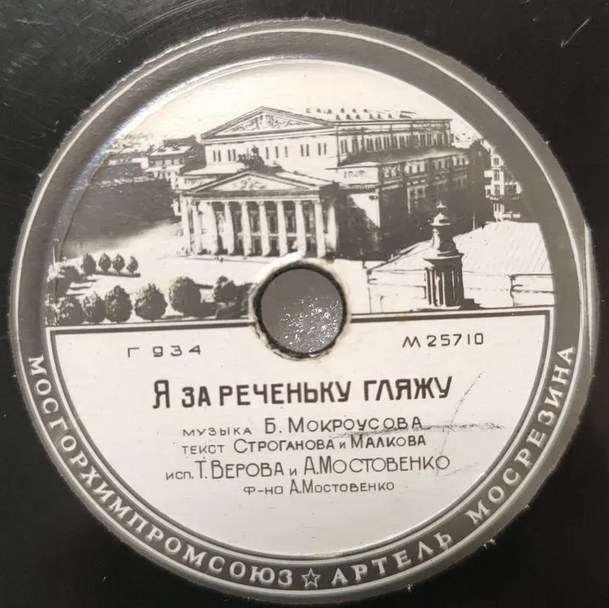 Г 934
М 25710
Я ЗА РЕЧЕНЬКУ ГЛЯЖУ
МУЗЫКА Б. МОКРОУСОВА
ТЕКСТ СТРОГАНОВА И МАЛКОВА
ИСП. Т. ВЕРОВА И А. МОСТОВЕНКО
Ф-НО А. МОСТОВЕНКО
МОСГОРХИМПРОМСОЮЗ ☆ АРТЕЛЬ МОСРЕЗИНА